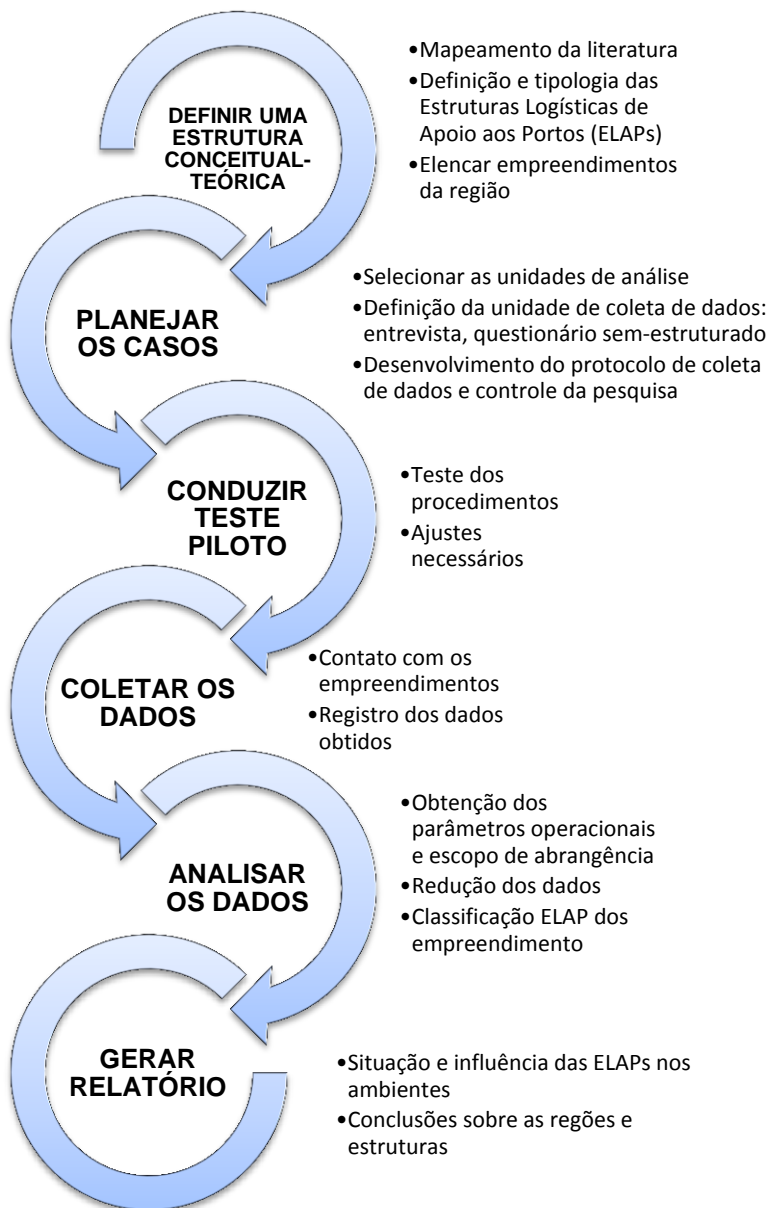 DEFINIR UMA
ESTRUTURA
CONCEITUAL-
TEÓRICA
•Mapeamento da literatura
•Definição e tipologia das
Estruturas Logísticas de
Apoio aos Portos (ELAPs)
•Elencar empreendimentos
da região
PLANEJAR
OS CASOS
•Selecionar as unidades de análise
•Definição da unidade de coleta de dados:
entrevista, questionário sem-estruturado
•Desenvolvimento do protocolo de coleta
de dados e controle da pesquisa
CONDUZIR
TESTE
PILOTO
•Teste dos
procedimentos
•Ajustes
necessários
COLETAR OS
DADOS
•Contato com os
empreendimentos
•Registro dos dados
obtidos
ANALISAR
OS DADOS
•Obtenção dos
parâmetros operacionais
e escopo de abrangência
•Redução dos dados
•Classificação ELAP dos
empreendimento
GERAR
RELATÓRIO
•Situação e influência das ELAPs nos
ambientes
•Conclusões sobre as regões e
estruturas